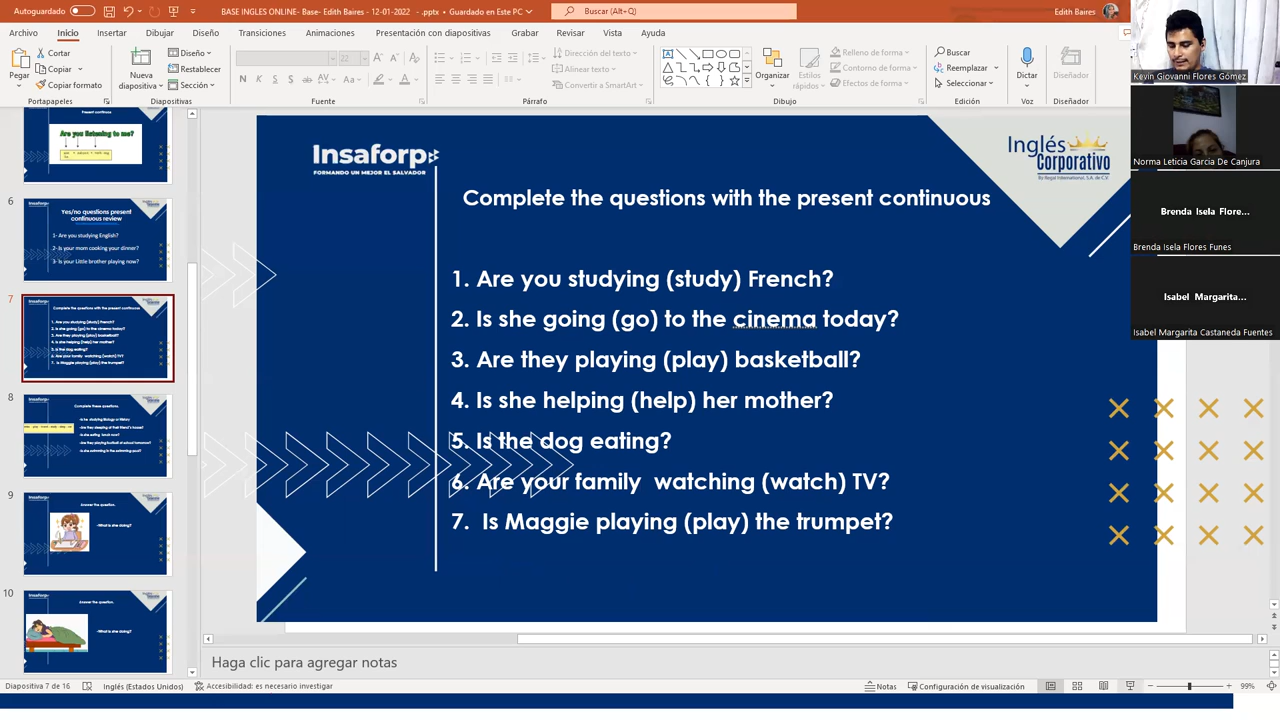 Autoguardado
BASE INGLES ONLINE- Base- Edith Baires - 12-01-2022 - .pptx • Guardado en Este PC
Buscar (Alt+Q)
Edith Baires
Archivo Inicio Insertar Dibujar Diseño Transiciones Animaciones Presentación con diapositivas Grabar Revisar Vista Ayuda
Pegar
Cortar
Copiar
Copiar formato
Portapapeles
Nueva diapositiva
Diseño
Restablecer
Sección
Diapositivas
22
N K S S ab AV Aa A
Fuente
Dirección del texto
Alinear texto
Convertir a SmartArt
Párrafo
Organizar
Estilos rápidos
Relleno de forma
Contorno de forma
Efectos de forma
Dibujo
Buscar
Reemplazar
Seleccionar
Edición
Dictar
Voz
Diseñador
Diseñador
Kevin Giovanni Flores Gómez
Norma Leticia Garcia De Canjura
Brenda Isela Flore...
Brenda Isela Flores Funes
Isabel Margarita...
Isabel Margarita Castaneda Fuentes
Present continuos
Are you listening to me?
6
Yes/no questions present
continuous review
1- Are you studying English?
2- Is your mom cooking your dinner?
3- Is your Little brother playing now?
7
Complete the questions with the present continuous
1. Are you studying (study) French?
2. Is she going (go) to the cinema today?
3. Are they playing (play) basketball?
4. Is she helping (help) her mother?
5. Is the dog eating?
6. Are your family watching (watch) TV?
7. Is Maggie playing (play) the trumpet?
8
Complete these questions.
-Are they sleeping at their friend's house?
-Is she eating lunch now?
-Are they playing football at school tomorrow?
-Is she swimming in the swimming pool?
9
Answer the question.
-What is she doing?
10
Answer the question.
-What is she doing?
Insaforp
FORMANDO UN MEJOR EL SALVADOR
Inglés
Corporativo
By Regal International, S.A. de C.V.
Complete the questions with the present continuous
1. Are you studying (study) French?
2. Is she going (go) to the cinema today?
3. Are they playing (play) basketball?
4. Is she helping (help) her mother?
5. Is the dog eating?
6. Are your family  watching (watch) TV?
7.  Is Maggie playing (play) the trumpet?
Haga clic para agregar notas
Diapositiva 7 de 16
Inglés (Estados Unidos)
Accesibilidad: es necesario investigar
Notas
Configuración de visualización
99%